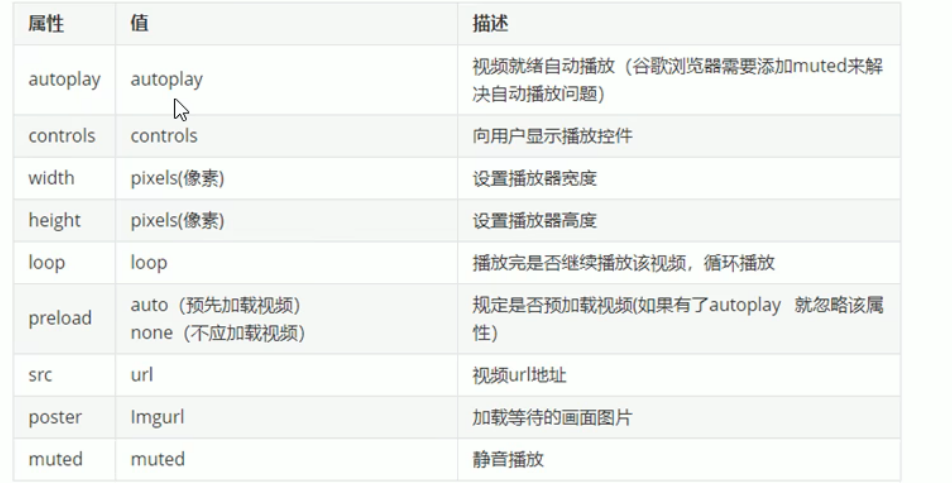 属性 值 描述
autoplay autoplay 视频就绪自动播放（谷歌浏览器需要添加muted来解
决自动播放问题）
controls controls 向用户显示播放控件
width pixels(像素) 设置播放器宽度
height pixels(像素) 设置播放器高度
loop loop 播放完是否继续播放该视频，循环播放
preload auto（预先加载视频） 规定是否预加载视频(如果有了autoplay 就忽略该属
none（不应加载视频） 性）
src url 视频url地址
poster Imgurl 加载等待的画面图片
muted muted 静音播放